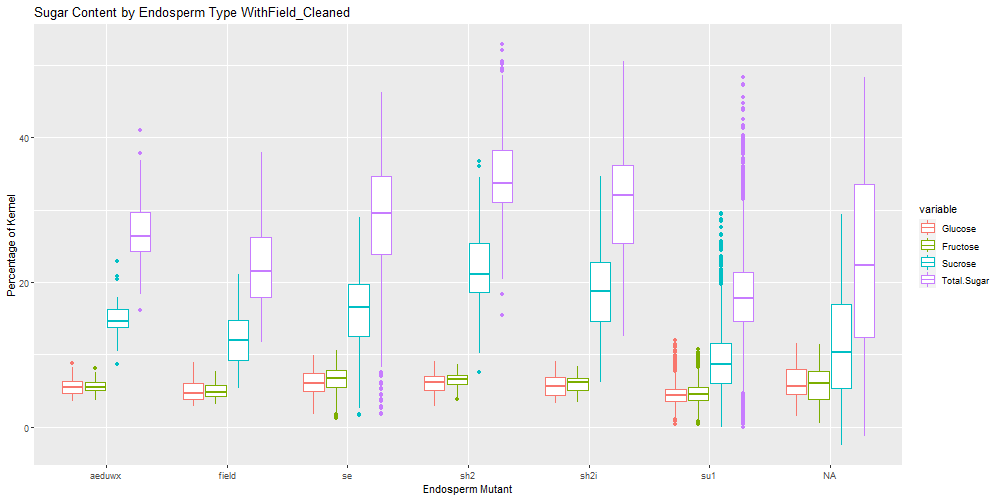 Sugar Content by Endosperm Type WithField_Cleaned
Percentage of Kernel
40
20
0
aeduwx
field
se
sh2
sh2i
su1
NA
Endosperm Mutant
variable
Glucose
Fructose
Sucrose
Total.Sugar